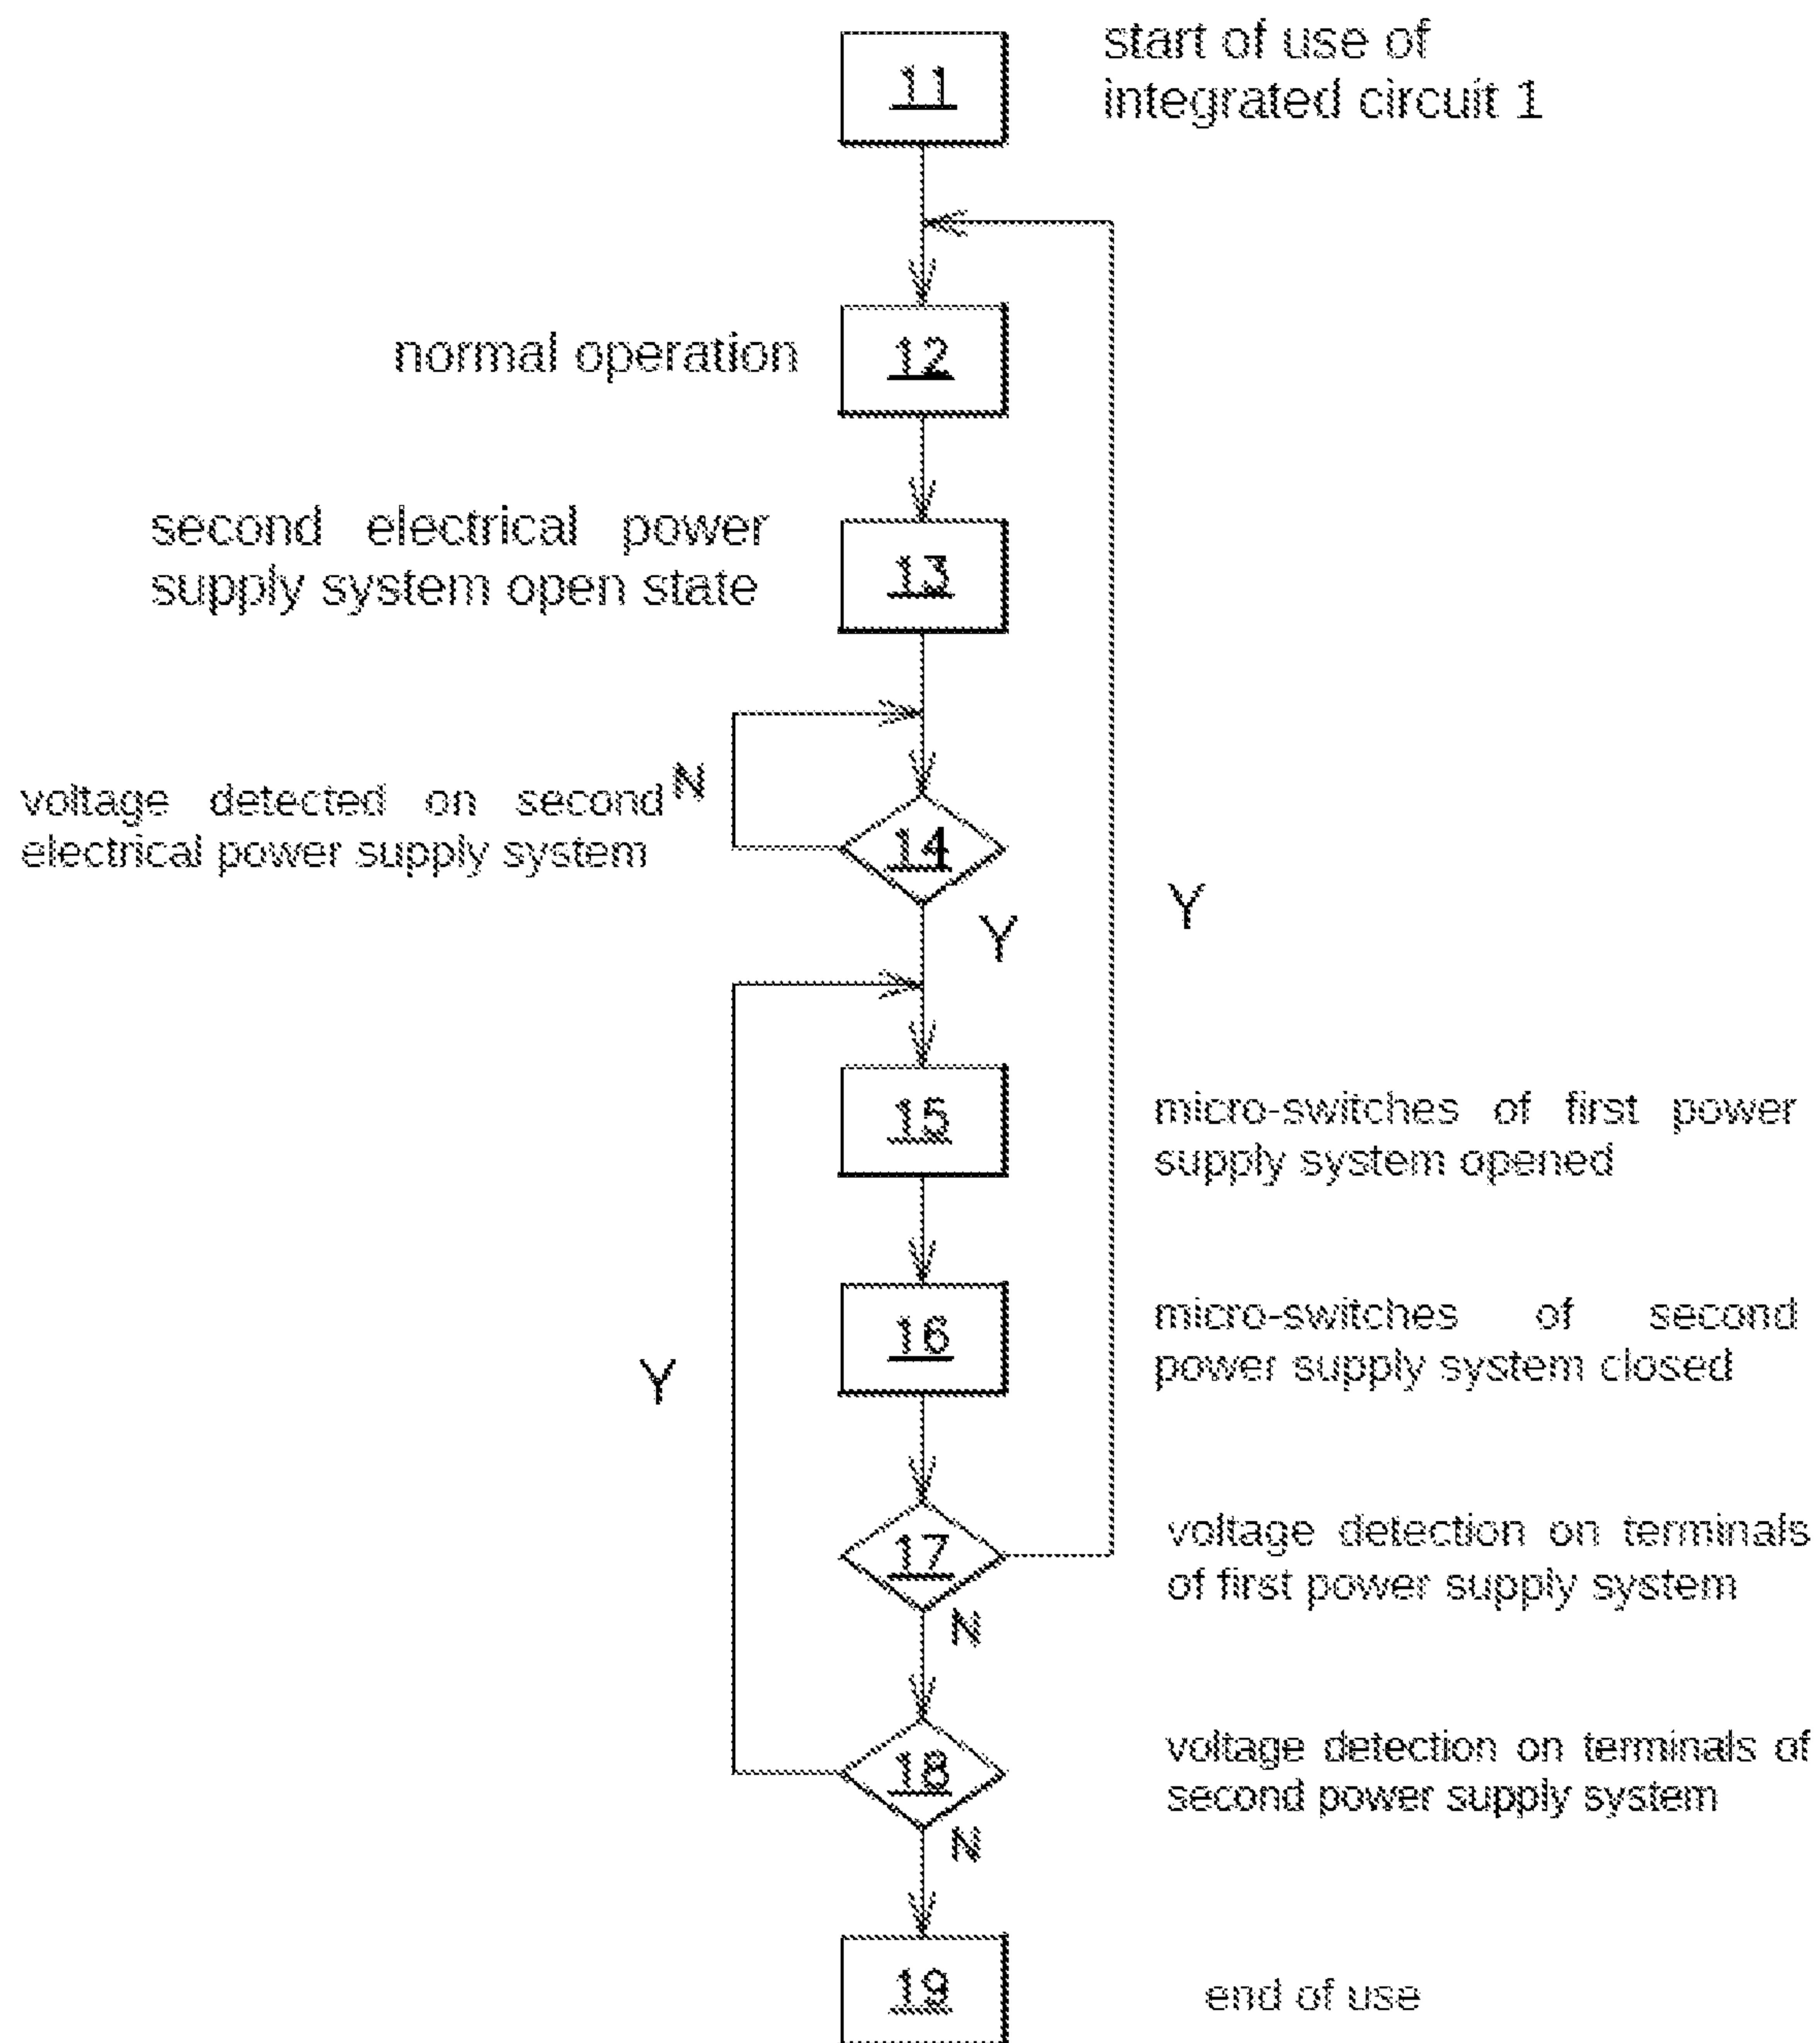 11
start of use of
integrated circuit 1
normal operation
12
second electrical power
supply system open state
13
voltage detected on second
electrical power supply system
N
14
Y
Y
15
micro-switches of first power
supply system opened
16
micro-switches of second
power supply system closed
Y
17
voltage detection on terminals
of first power supply system
N
18
voltage detection on terminals of
second power supply system
N
19
end of use